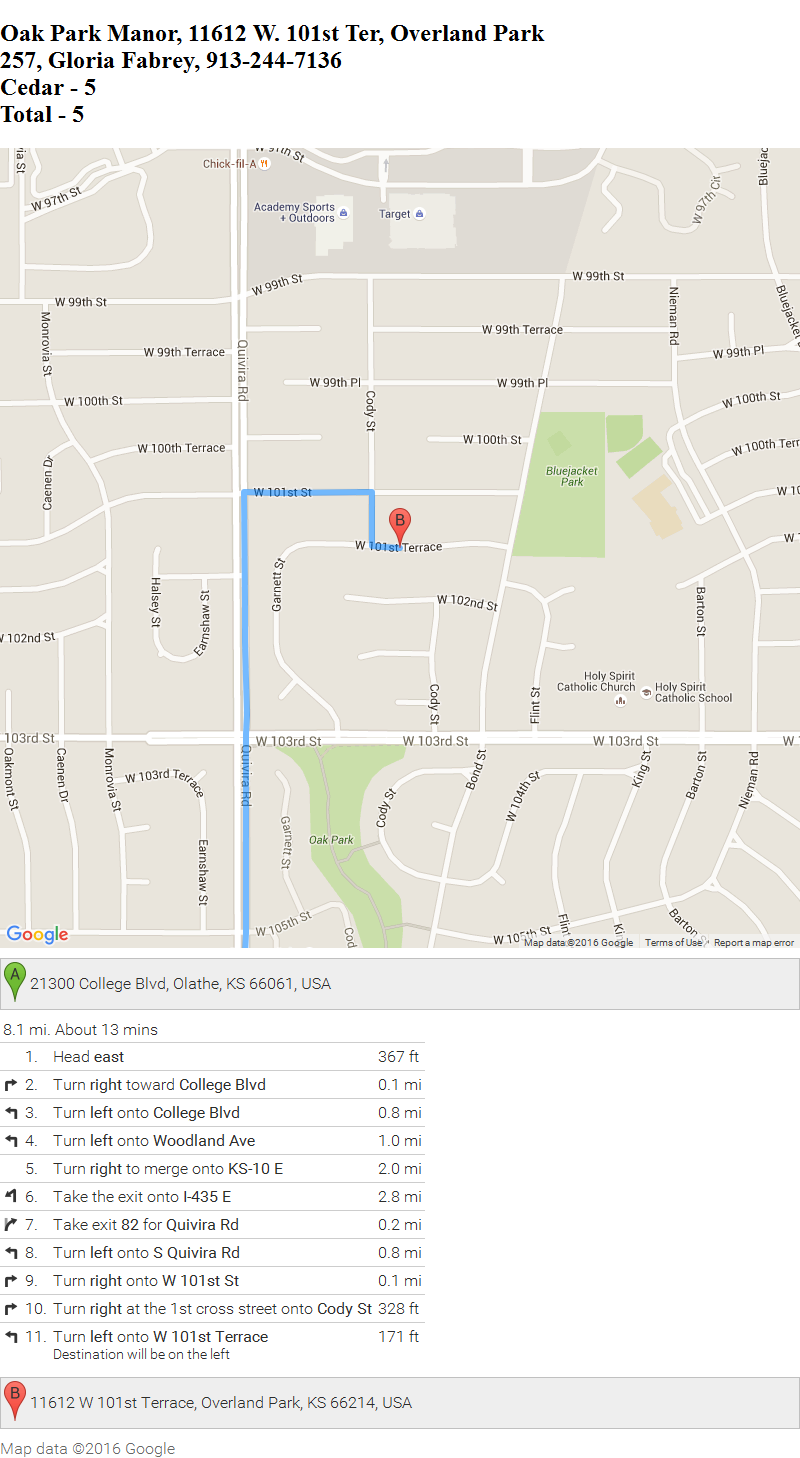 Oak Park Manor, 11612 W. 101st Ter, Overland Park
257, Gloria Fabrey, 913-244-7136
Cedar - 5
Total - 5
W 97th St
Chick-fil-A
Bluejac
ia St
W 97th St
W 97th Cir
Academy Sports
+ Outdoors
Target
W 99th St
W 99th St
W 99th St
Monrovia St
Quivira Rd
Nieman Rd
Bluejacket
W 99th Terrace
W 99th Terrace
W 99th Pl
W 99th Pl
W 99th Pl
Cody St
W 100th St
W 100th St
W 100th St
W 100th Terrace
W 100th Terr
Caenen Dr
Bluejacket
Park
W 101st St
W 10
B
W 101st Terrace
W
Garnett St
Halsey St
Earnshaw St
W 102nd St
Barton St
W 102nd St
Holy Spirit
Catholic Church
Holy Spirit
Catholic School
Cody St
Flint St
103rd St
W 103rd St
W 103rd St
W 103rd St
W
Oakmont St
Caenen Dr
Monrovia St
W 103rd Terrace
Quivira Rd
Bond St
W 104th St
King St
Barton St
Nieman Rd
Cody St
Garnett St
Oak Park
Earnshaw St
W 105th St
Cod
W 105th St
Flint
Ki
Barton S
Google
Map data ©2016 Google Terms of Use Report a map error
A 21300 College Blvd, Olathe, KS 66061, USA
8.1 mi. About 13 mins
1. Head east 367 ft
2. Turn right toward College Blvd 0.1 mi
3. Turn left onto College Blvd 0.8 mi
4. Turn left onto Woodland Ave 1.0 mi
5. Turn right to merge onto KS-10 E 2.0 mi
6. Take the exit onto I-435 E 2.8 mi
7. Take exit 82 for Quivira Rd 0.2 mi
8. Turn left onto S Quivira Rd 0.8 mi
9. Turn right onto W 101st St 0.1 mi
10. Turn right at the 1st cross street onto Cody St 328 ft
11. Turn left onto W 101st Terrace 171 ft
Destination will be on the left
B 11612 W 101st Terrace, Overland Park, KS 66214, USA
Map data ©2016 Google